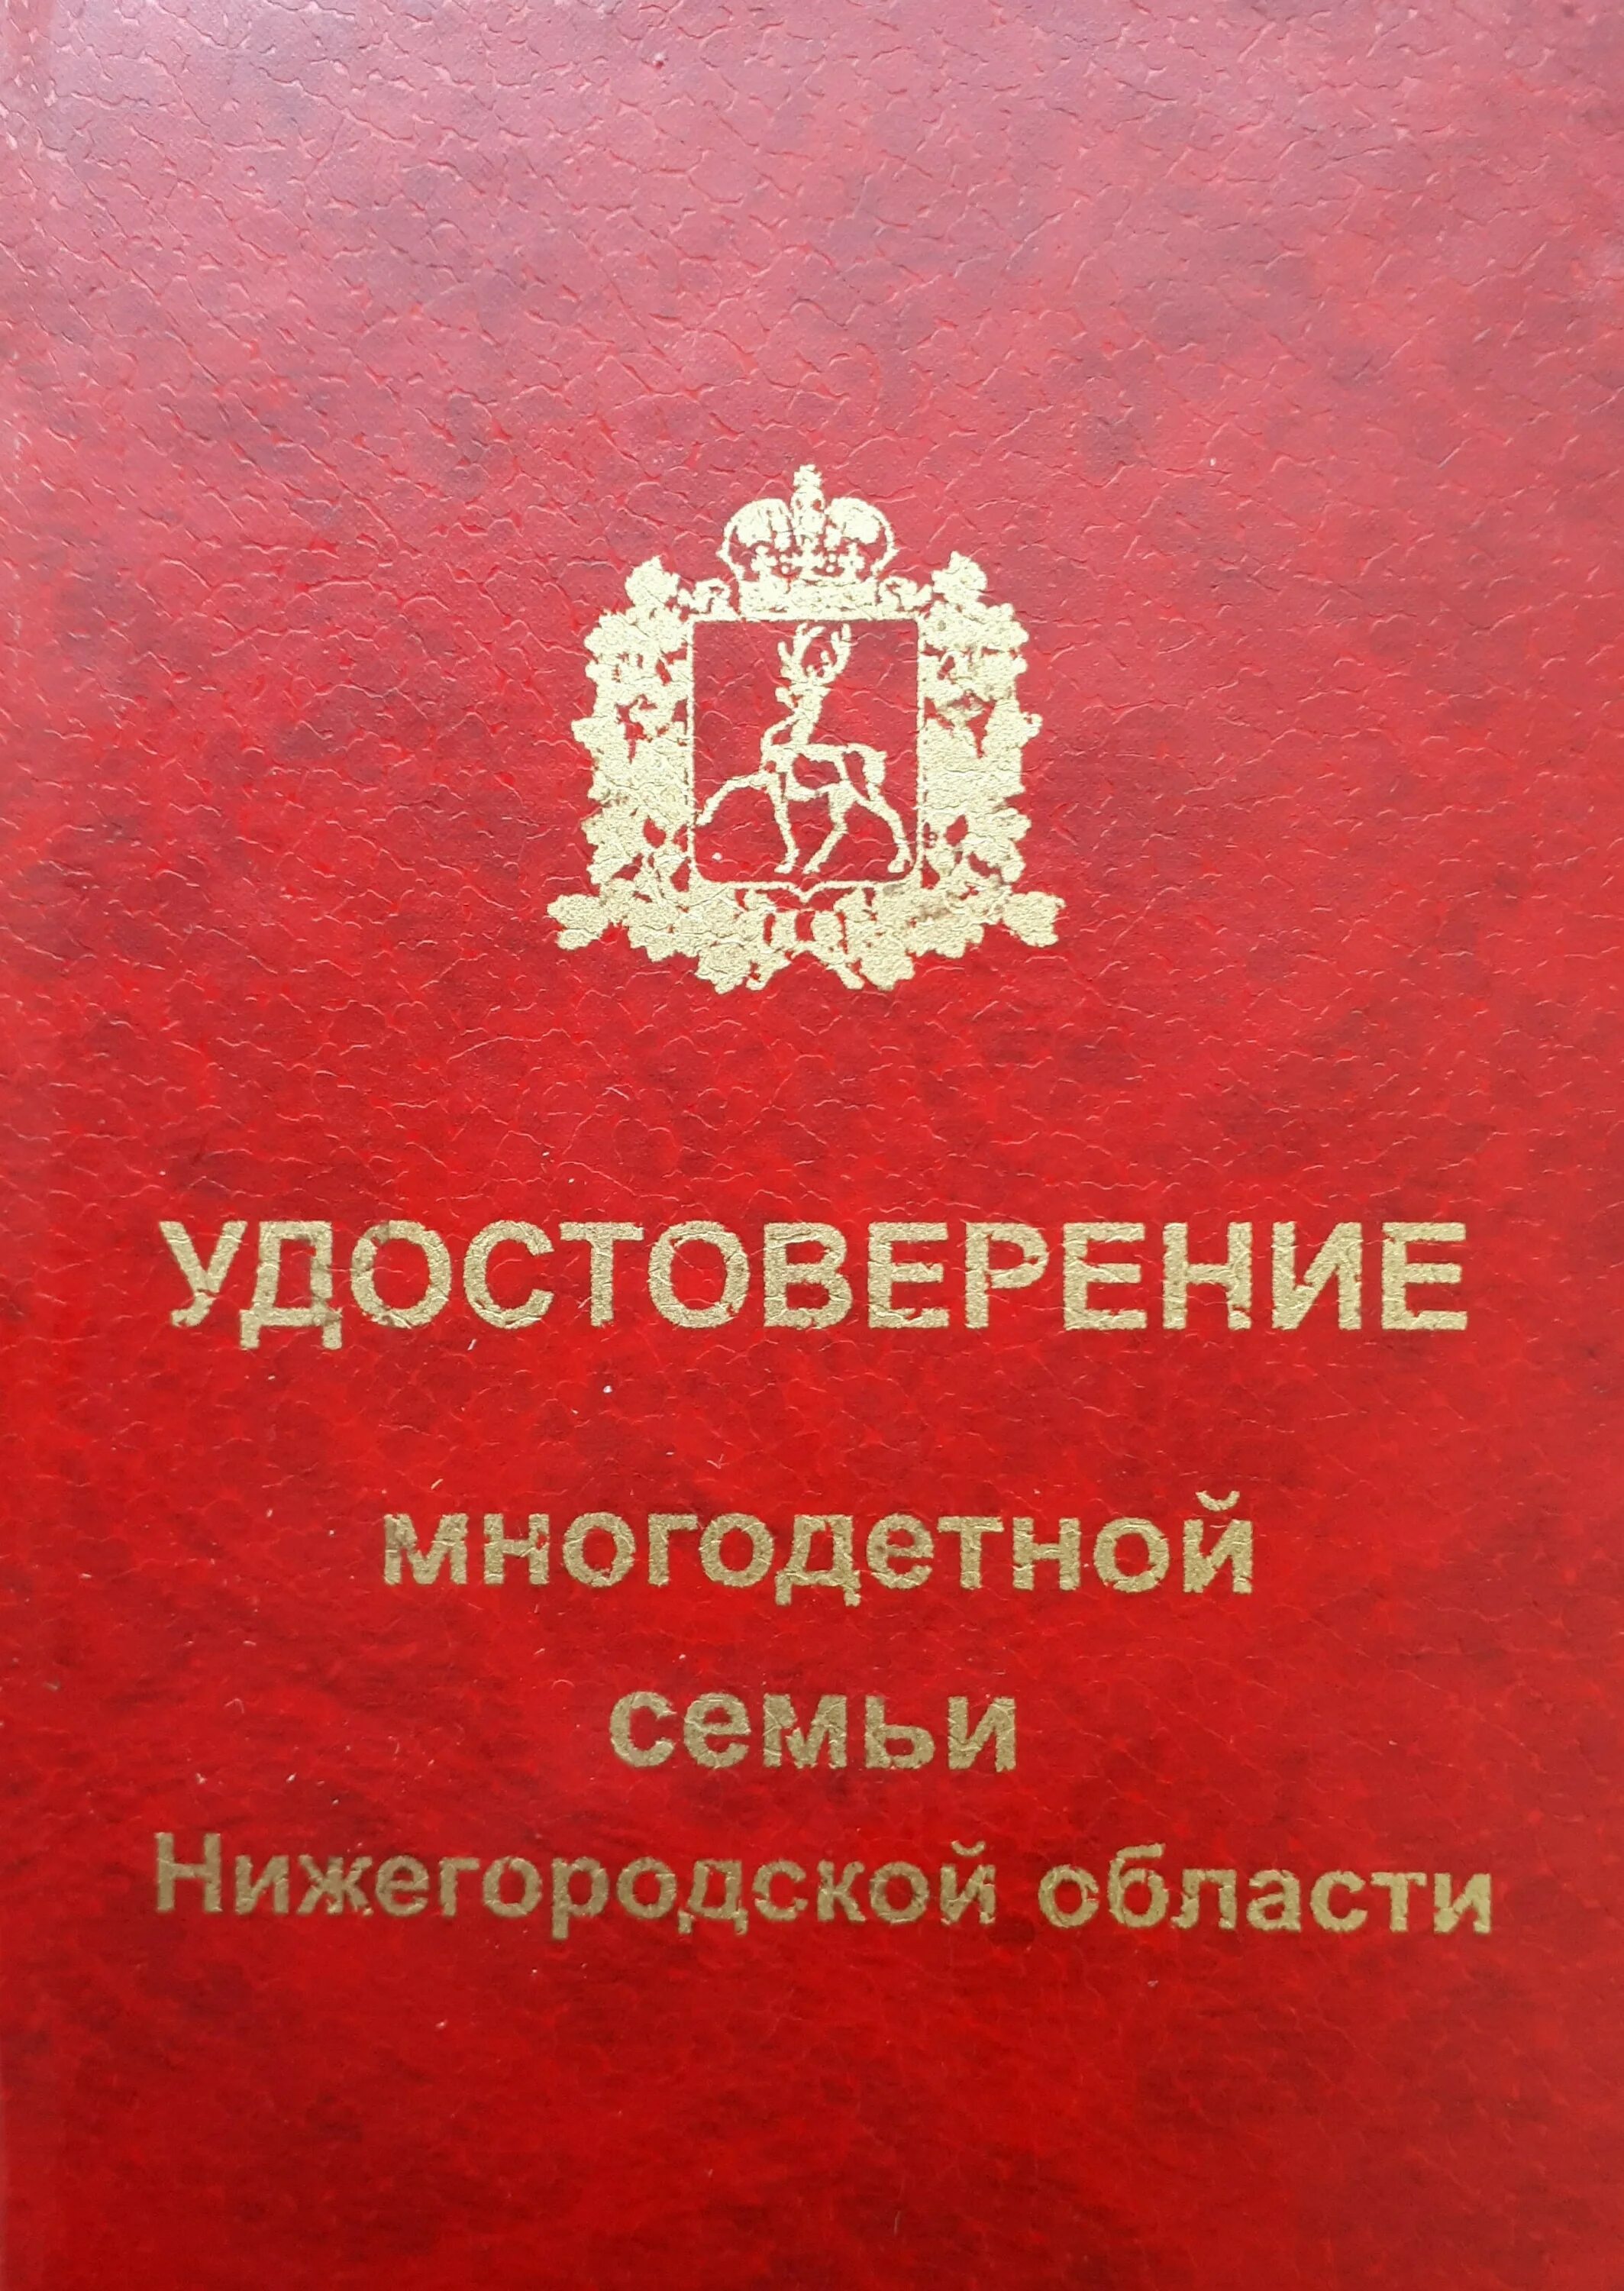 УДОСТОВЕРЕНИЕ
многодетной
семьи
Нижегородской области